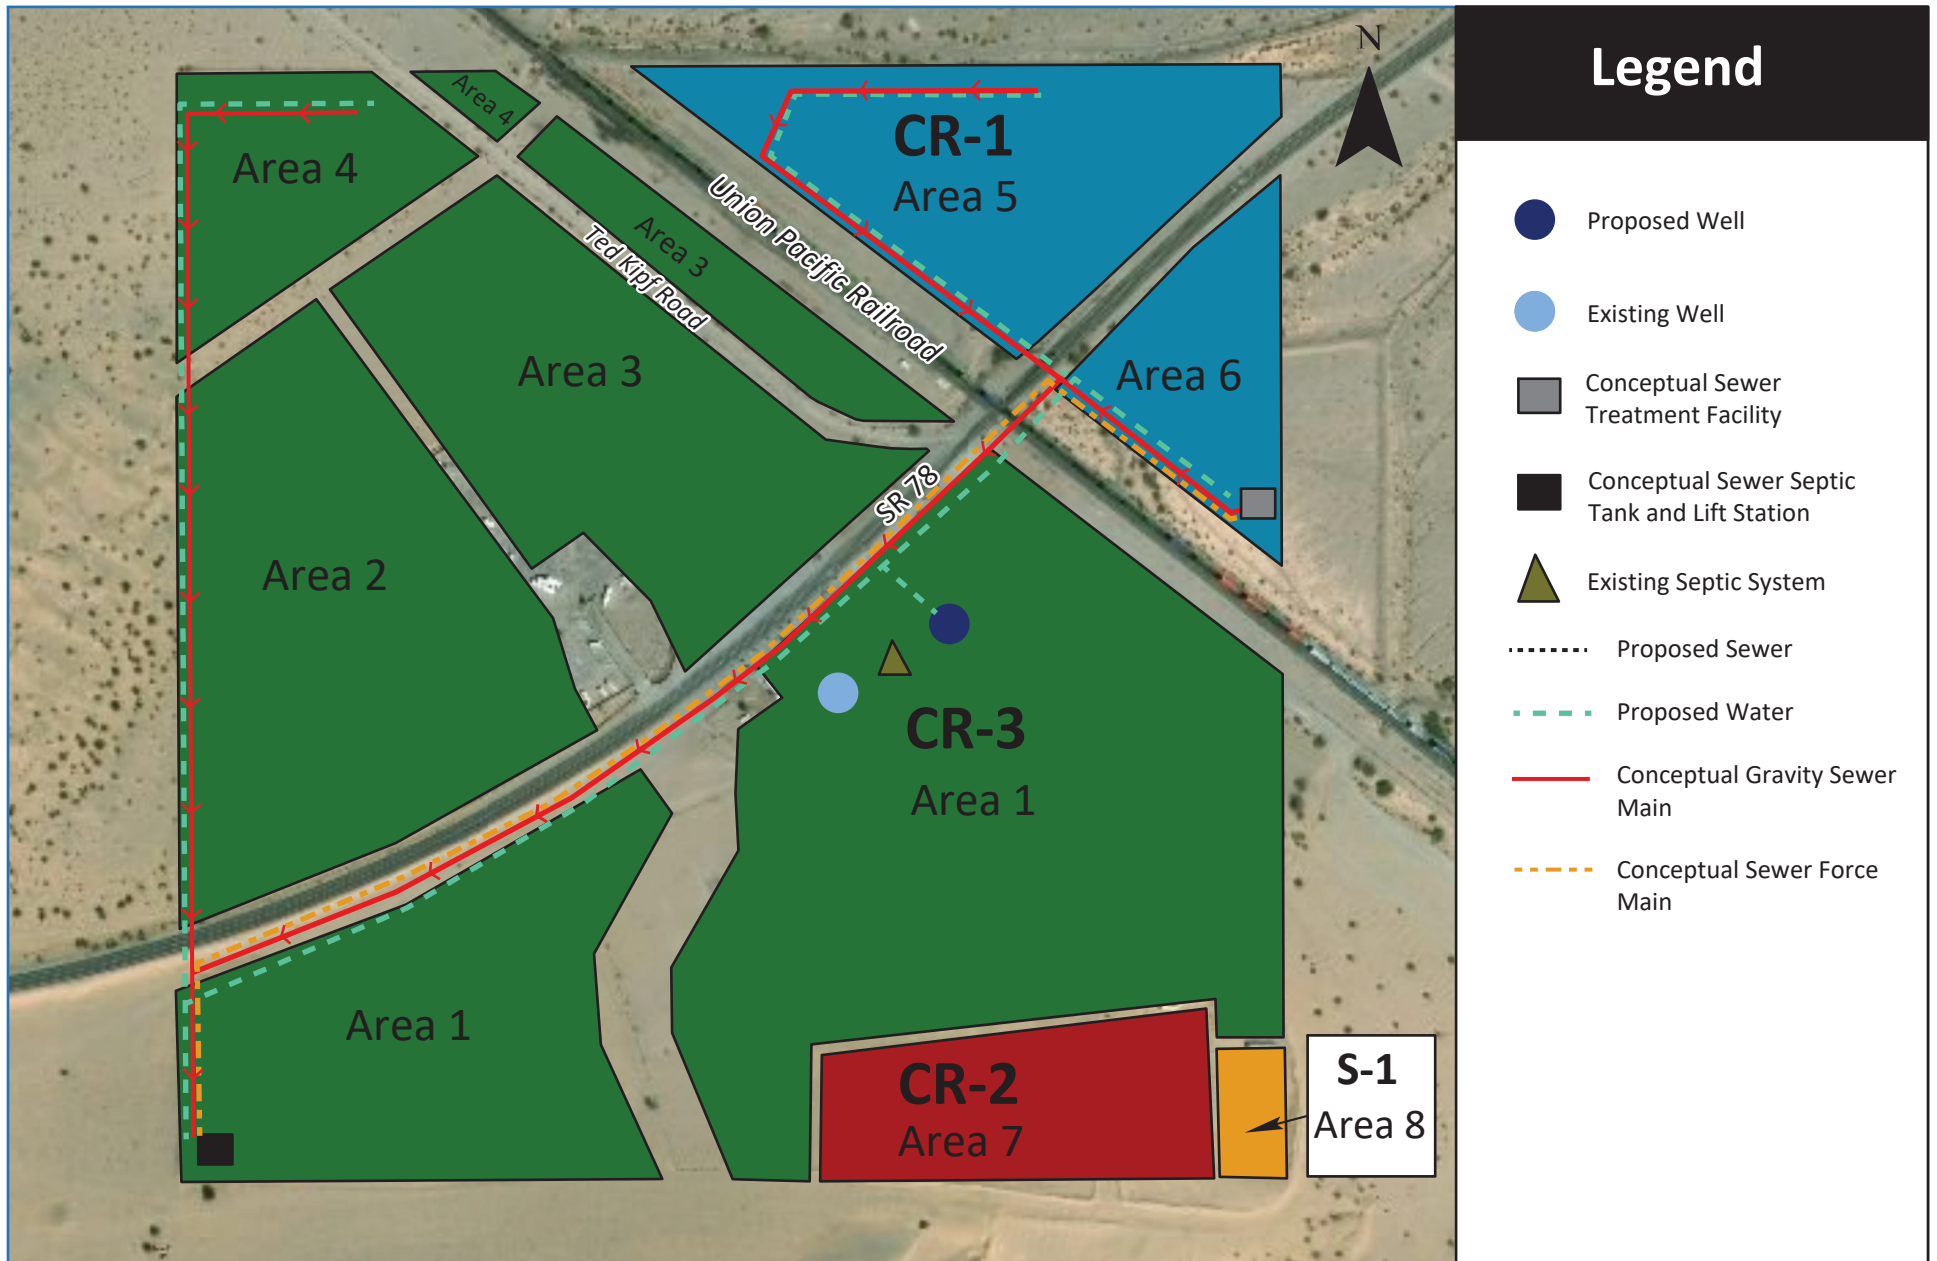 N
Area 4
Area 4
CR-1
Area 5
Union Pacific Railroad
Ted Kipf Road
Area 3
Area 3
Area 6
SR 78
Area 2
CR-3
Area 1
Area 1
CR-2
Area 7
S-1
Area 8
Legend
Proposed Well
Existing Well
Conceptual Sewer
Treatment Facility
Conceptual Sewer Septic
Tank and Lift Station
Existing Septic System
Proposed Sewer
Proposed Water
Conceptual Gravity Sewer
Main
Conceptual Sewer Force
Main